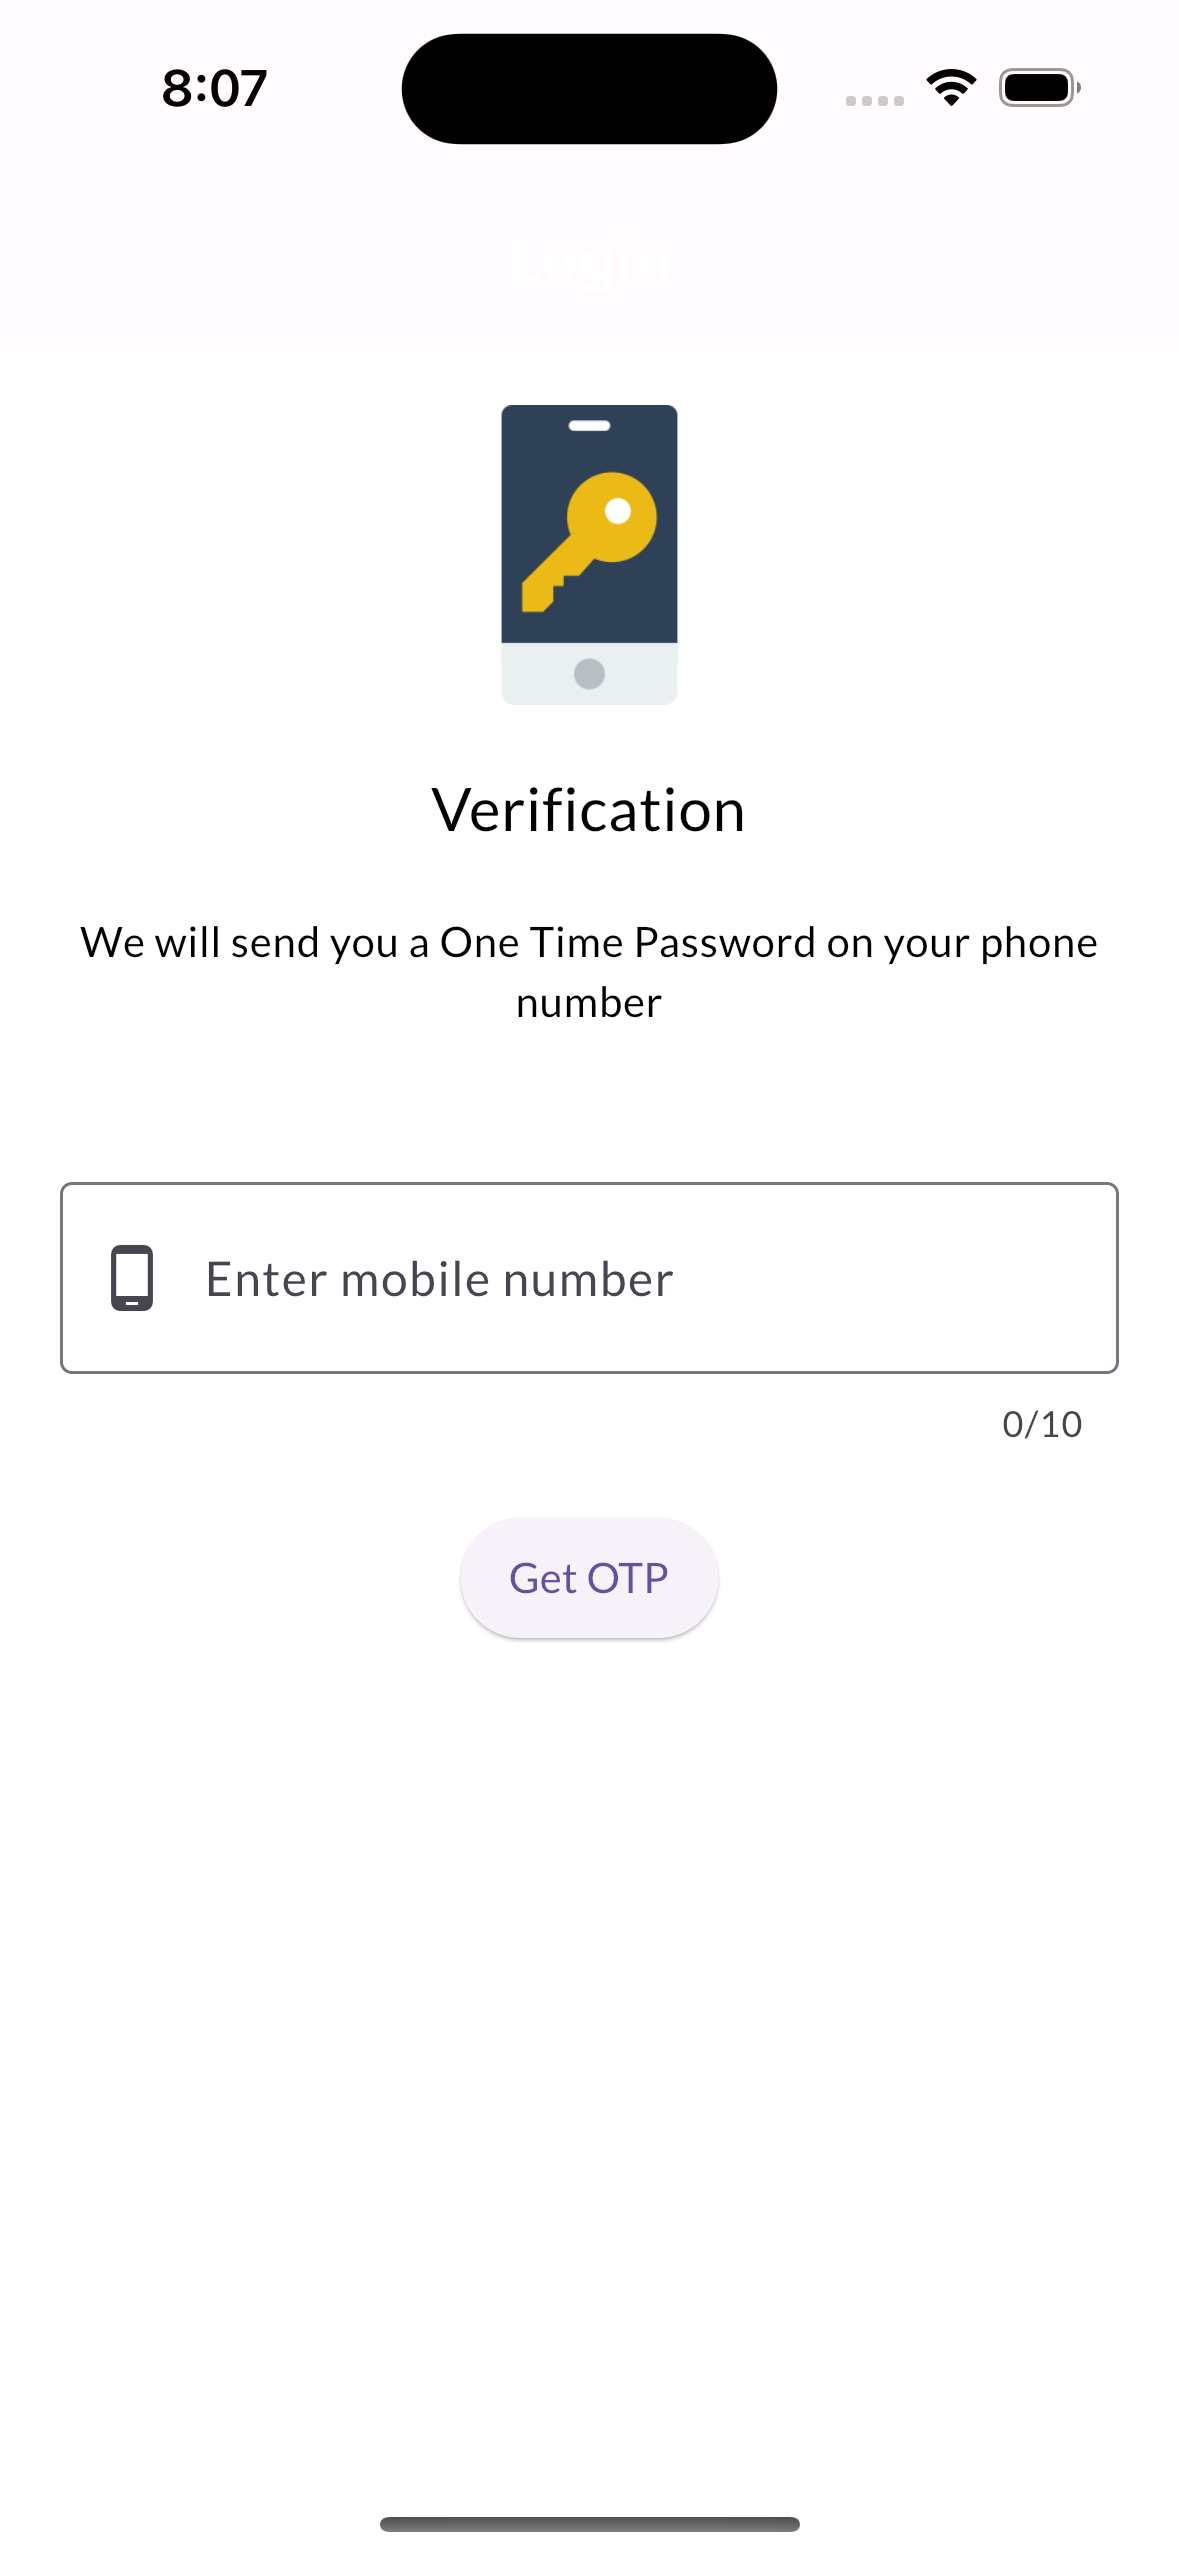 8:07
Login
Verification
We will send you a One Time Password on your phone
number
Enter mobile number
0/10
Get OTP